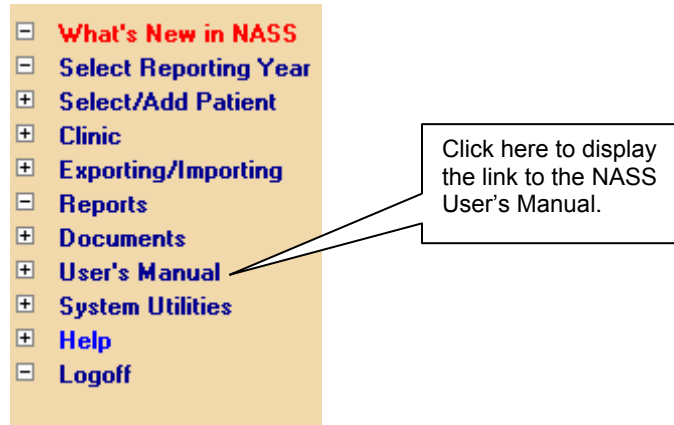 What's New in NASS
Select Reporting Year
Select/Add Patient
Clinic
Exporting/Importing
Reports
Documents
User's Manual
System Utilities
Help
Logoff
Click here to display
the link to the NASS
User’s Manual.